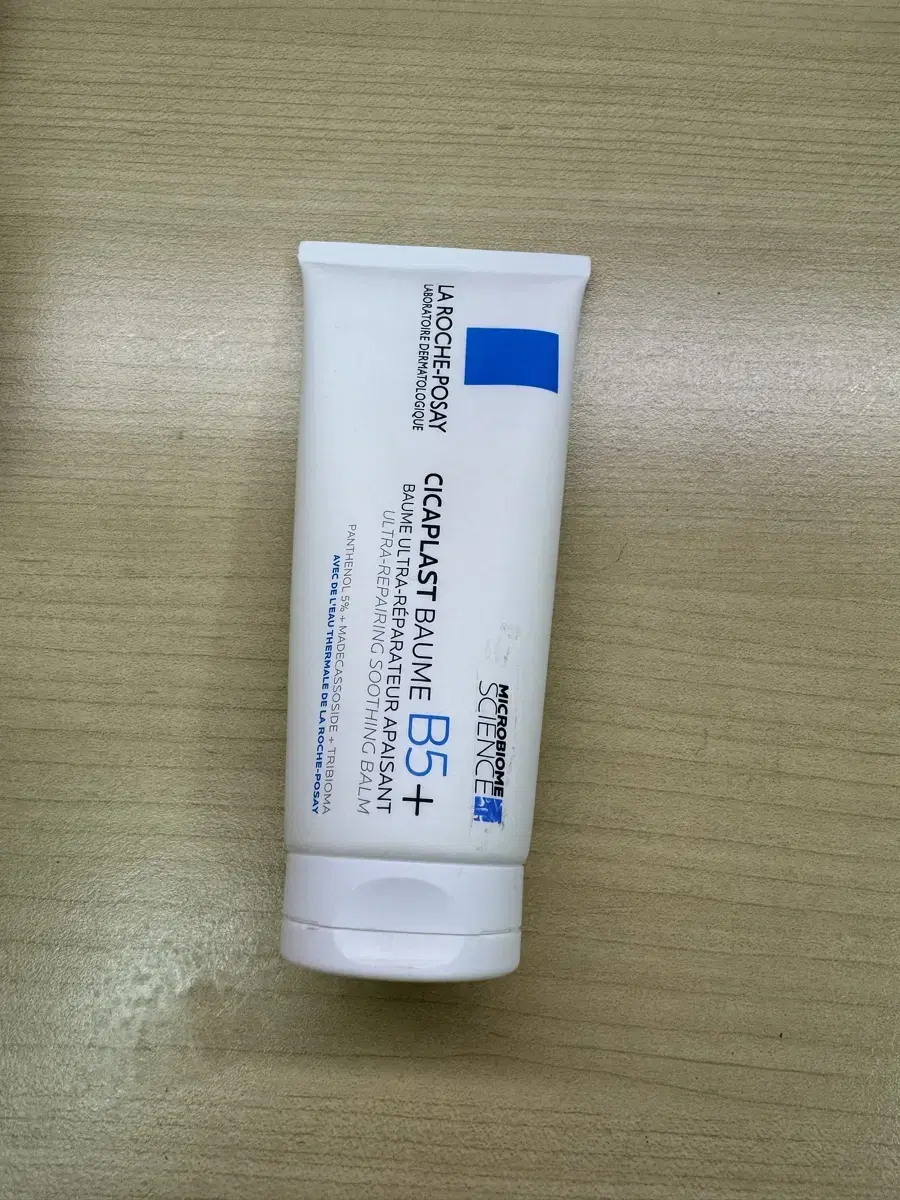 LA ROCHE-POSAY
LABORATOIRE DERMATOLOGIQUE
MICROBIOME
SCIENCE
CICAPLAST BAUME B5+
BAUME ULTRA-RÉPARATEUR APAISANT
ULTRA-REPAIRING SOOTHING BALM
PANTHENOL 5% + MADECASSOSIDE + TRIBIOMA
AVEC DE L'EAU THERMALE DE LA ROCHE-POSAY